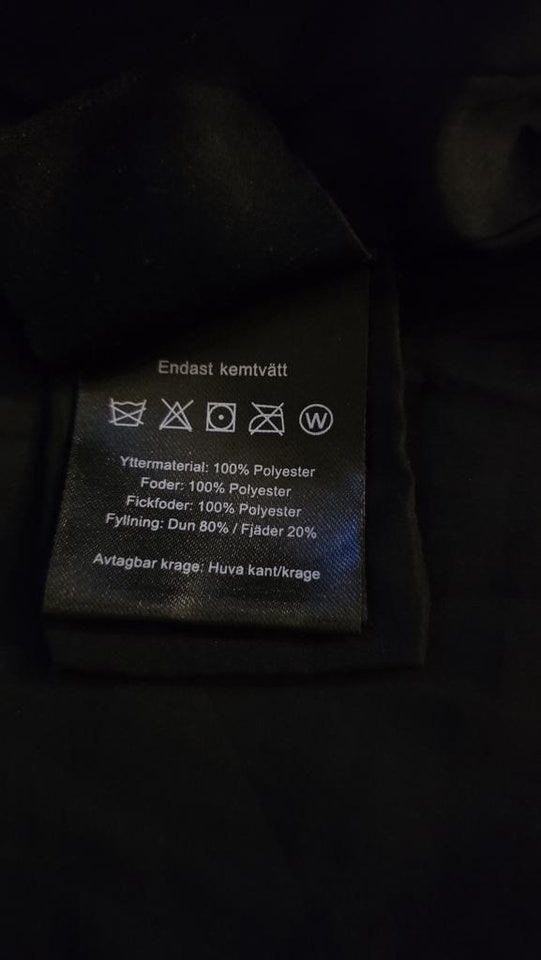 Endast kemtvätt
W
Yttermaterial: 100% Polyester
Foder: 100% Polyester
Fickfoder: 100% Polyester
Fyllning: Dun 80% / Fjäder 20%
Avtagbar krage: Huva kant/krage